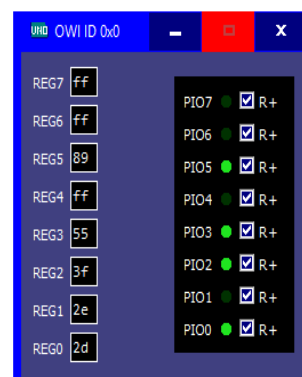 UNO OWI ID 0x0
REG7 ff
REG6 ff
REG5 89
REG4 ff
REG3 55
REG2 3f
REG1 2e
REG0 2d
PIO7 R+
PIO6 R+
PIO5 R+
PIO4 R+
PIO3 R+
PIO2 R+
PIO1 R+
PIO0 R+